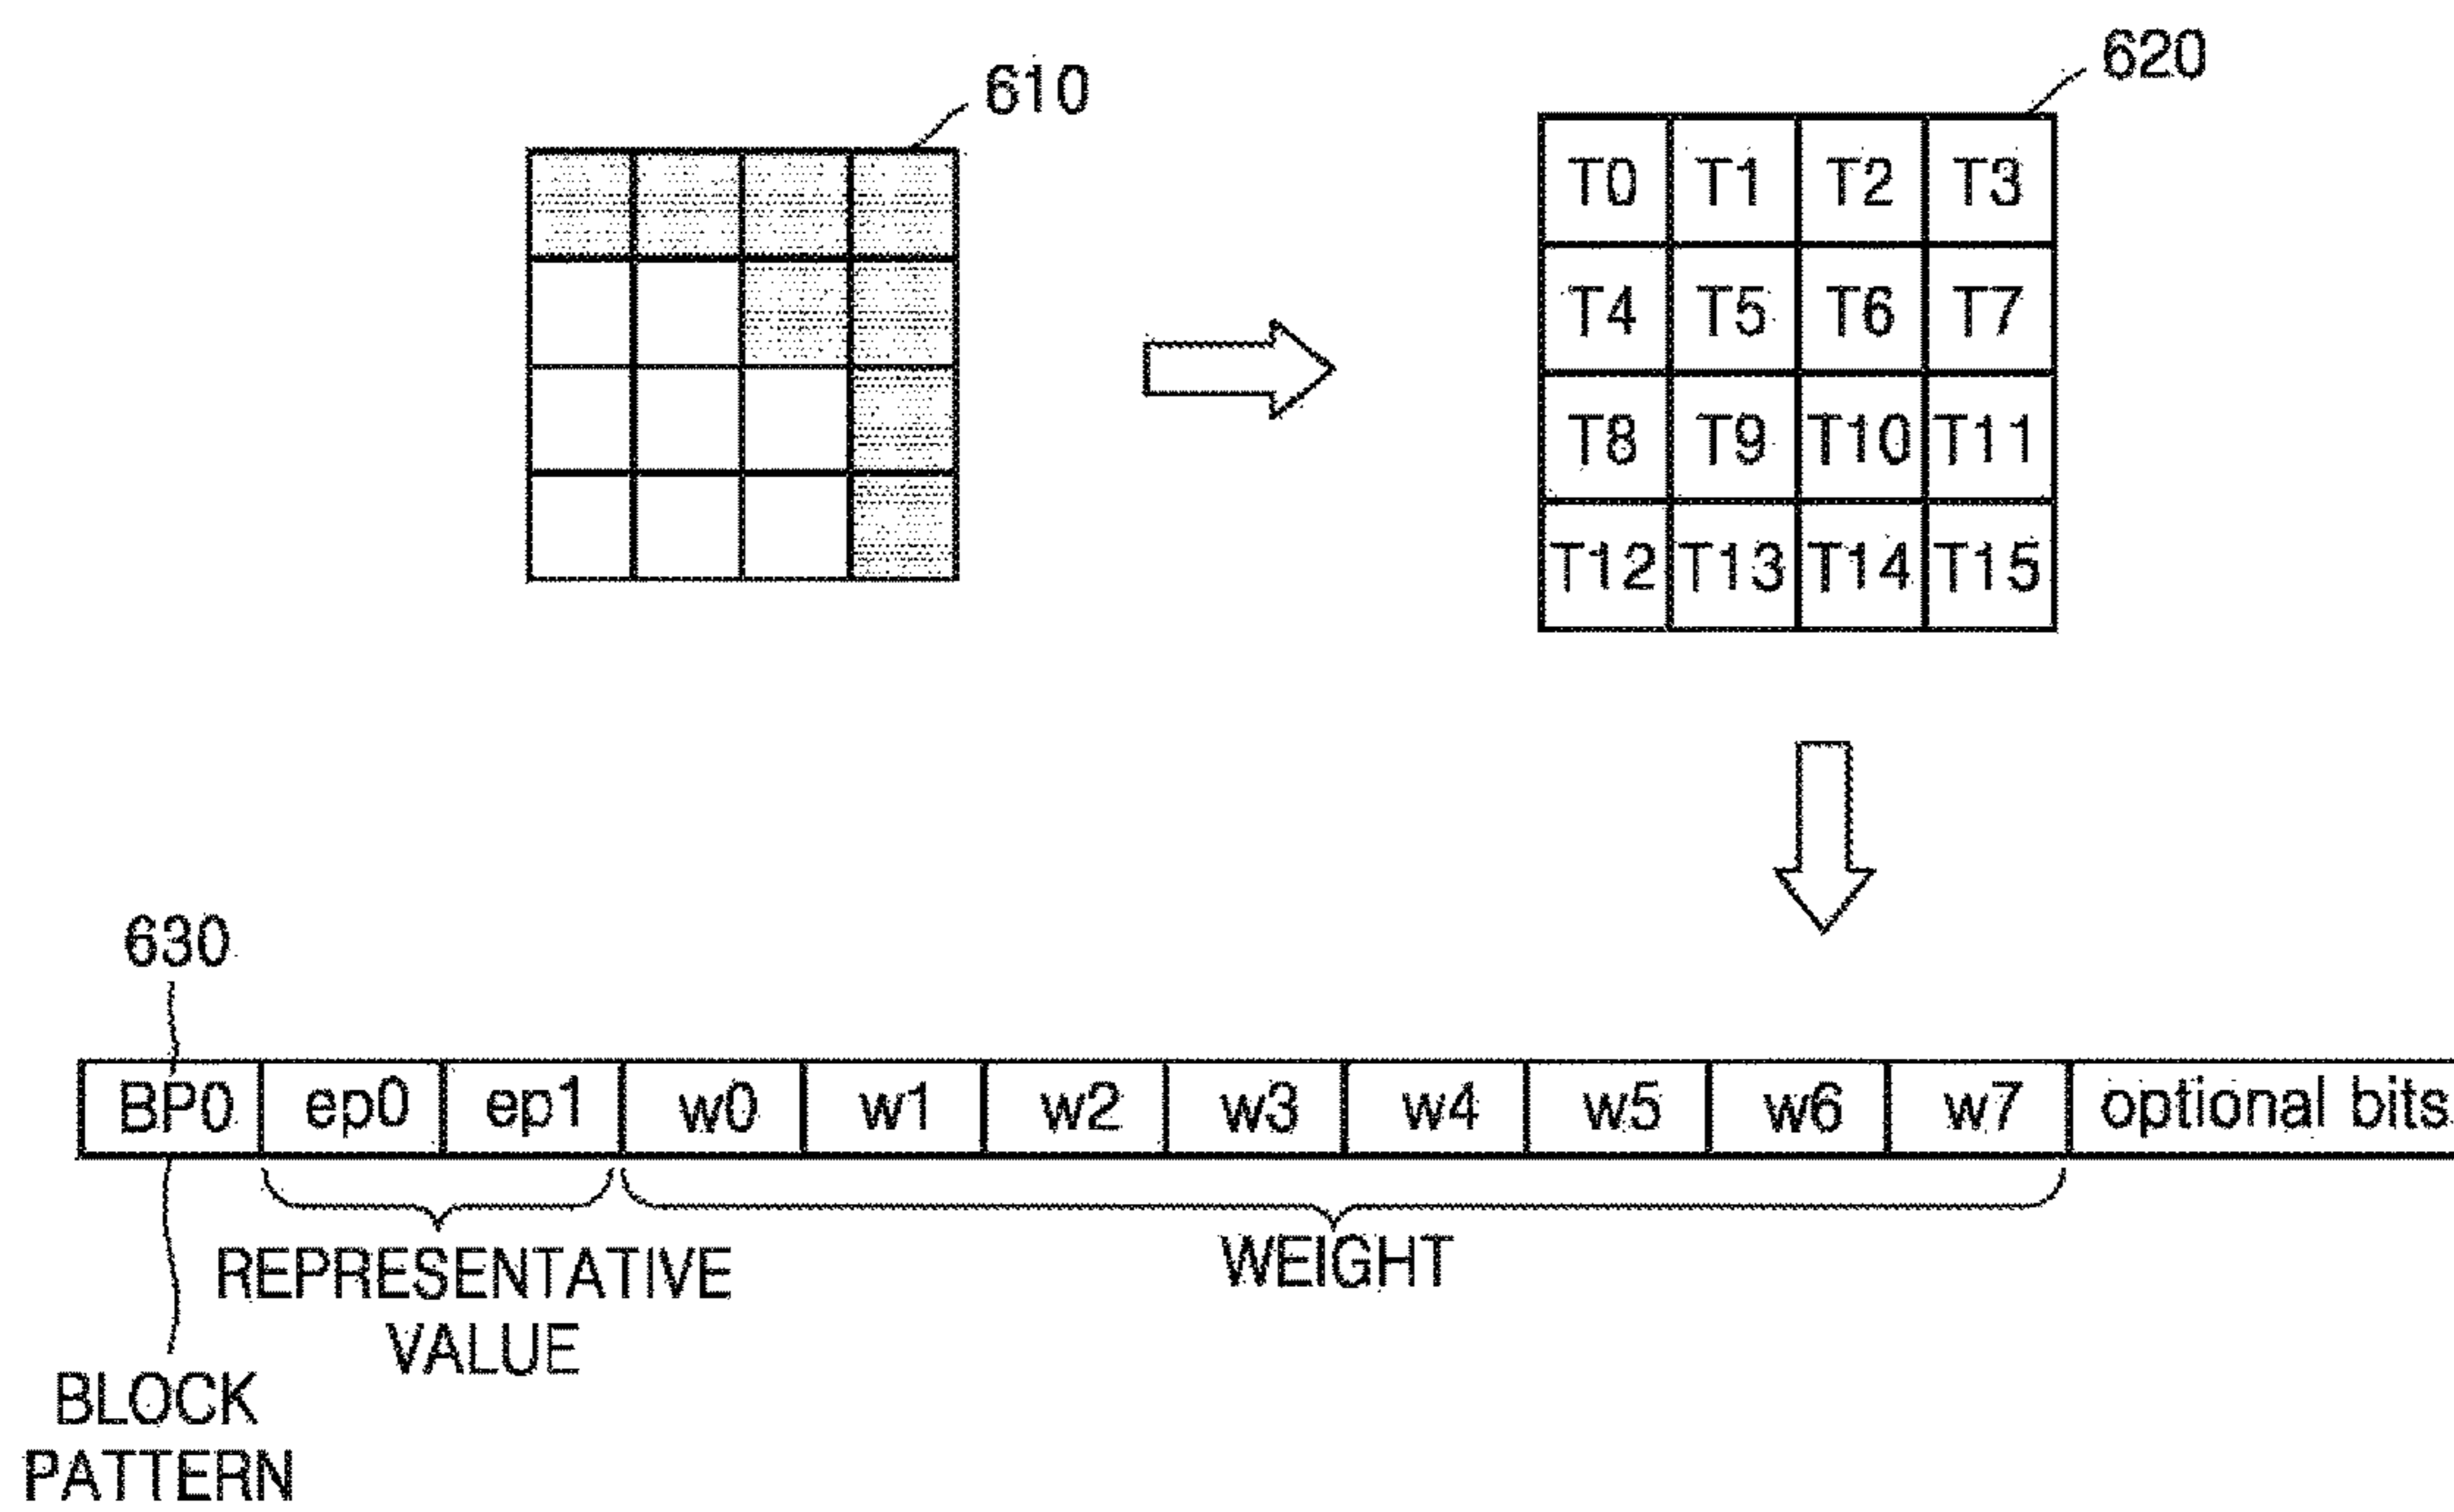 610
620
T0 T1 T2 T3
T4 T5 T6 T7
T8 T9 T10 T11
T12 T13 T14 T15
630
BP0 ep0 ep1 w0 w1 w2 w3 w4 w5 w6 w7 optional bits
REPRESENTATIVE
VALUE
WEIGHT
BLOCK
PATTERN